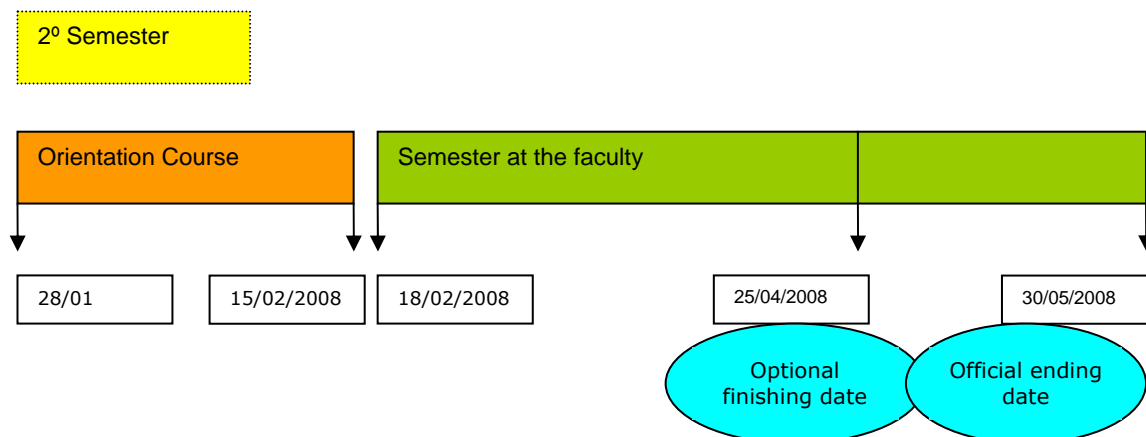 2º Semester
Orientation Course
Semester at the faculty
28/01
15/02/2008
18/02/2008
25/04/2008
30/05/2008
Optional
finishing date
Official ending
date